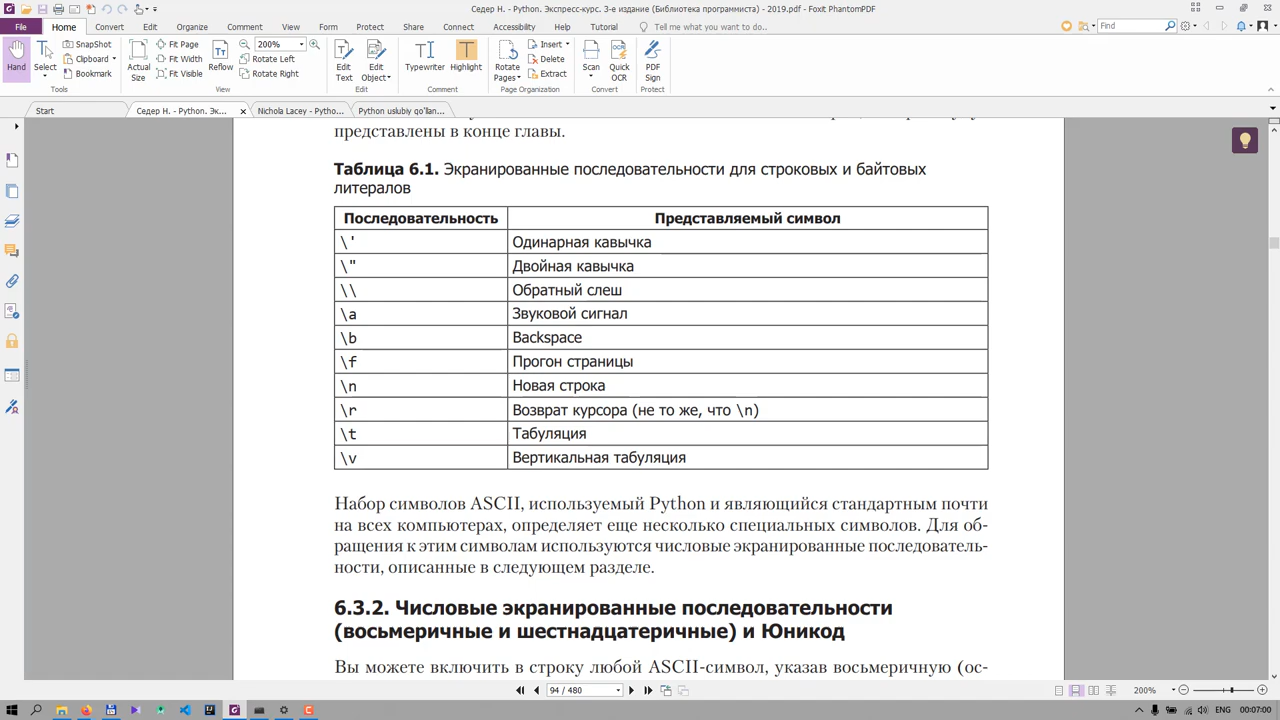 Седер Н. - Python. Экспресс-курс. 3-е издание (Библиотека программиста) - 2019.pdf - Foxit PhantomPDF
File Home Convert Edit Organize Comment View Form Protect Share Connect Accessibility Help Tutorial Tell me what you want to do.. Find
Hand
Select
SnapShot
Clipboard
Bookmark
Tools
Actual Size
Fit Page
Fit Width
Fit Visible
Reflow
200%
Rotate Left
Rotate Right
View
Edit Text
Edit Object
Edit
Typewriter
Highlight
Comment
Rotate Pages
Insert
Delete
Extract
Page Organization
Scan
Quick OCR
Convert
PDF Sign
Protect
Start Седер Н. - Python. Эк... Nichola Lacey - Pytho... Python uslubiy qo'llan...
представлены в конце главы.
Таблица 6.1. Экранированные последовательности для строковых и байтовых
литералов
Последовательность Представляемый символ
\' Одинарная кавычка
\" Двойная кавычка
\\ Обратный слеш
\a Звуковой сигнал
\b Backspace
\f Прогон страницы
\n Новая строка
\r Возврат курсора (не то же, что \n)
\t Табуляция
\v Вертикальная табуляция
Набор символов ASCII, используемый Python и являющийся стандартным почти
на всех компьютерах, определяет еще несколько специальных символов. Для об-
ращения к этим символам используются числовые экранированные последователь-
ности, описанные в следующем разделе.
6.3.2. Числовые экранированные последовательности
(восьмеричные и шестнадцатеричные) и Юникод
Вы можете включить в строку любой ASCII-символ, указав восьмеричную (ос-
94 / 480
200%
ENG 00:07:00